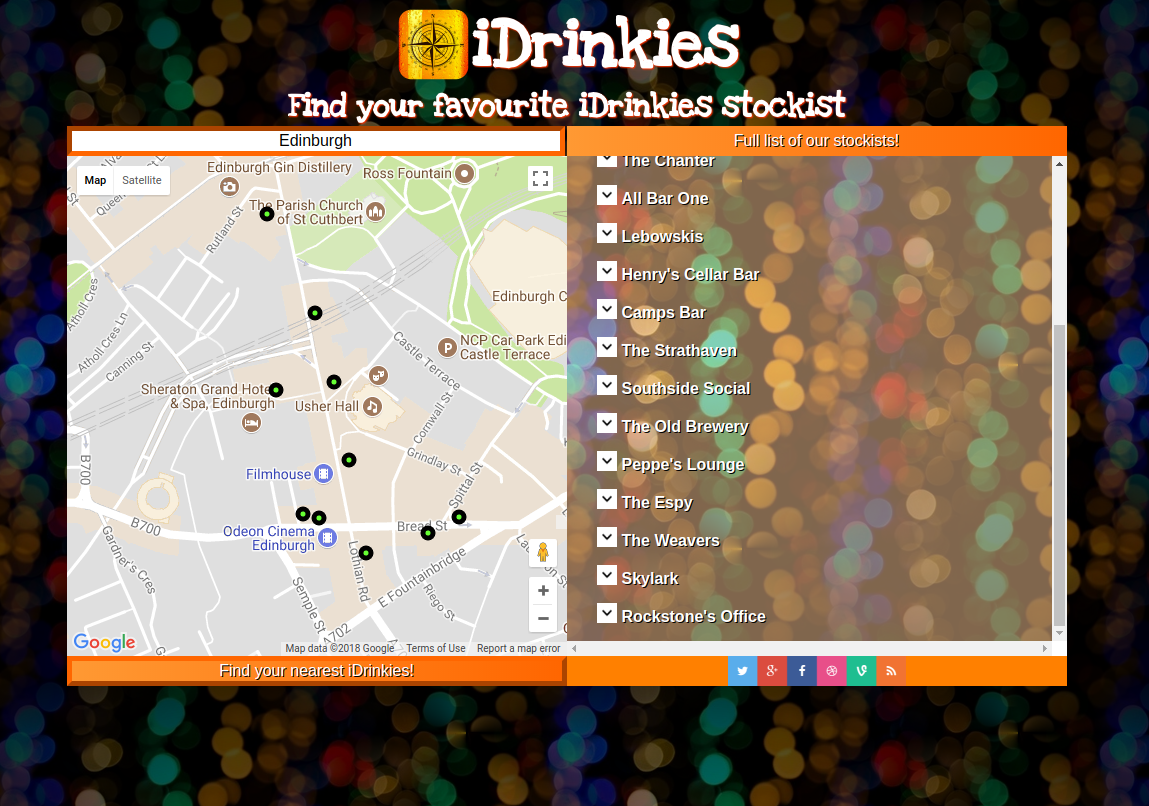 iDrinkies
Find your favourite iDrinkies stockist
Edinburgh
Full list of our stockists!
Map
Satellite
Edinburgh Gin Distillery
Ross Fountain
The Parish Church
of St Cuthbert
Rutland St
Edinburgh C
Atholl Cres
Atholl Cres Ln
Canning St
NCP Car Park Edi
Castle Terrace
Castle Terrace
Sheraton Grand Hote
& Spa, Edinburgh
Usher Hall
Cornwall St
Grindlay St
Spittal St
B700
Filmhouse
B700
Odeon Cinema
Edinburgh
Bread St
Lothian Rd
Gardner's Cres
E Fountainbridge
Semple St
Riego St
A702
Google
Map data ©2018 Google
Terms of Use
Report a map error
Find your nearest iDrinkies!
The Chanter
All Bar One
Lebowskis
Henry's Cellar Bar
Camps Bar
The Strathaven
Southside Social
The Old Brewery
Peppe's Lounge
The Espy
The Weavers
Skylark
Rockstone's Office